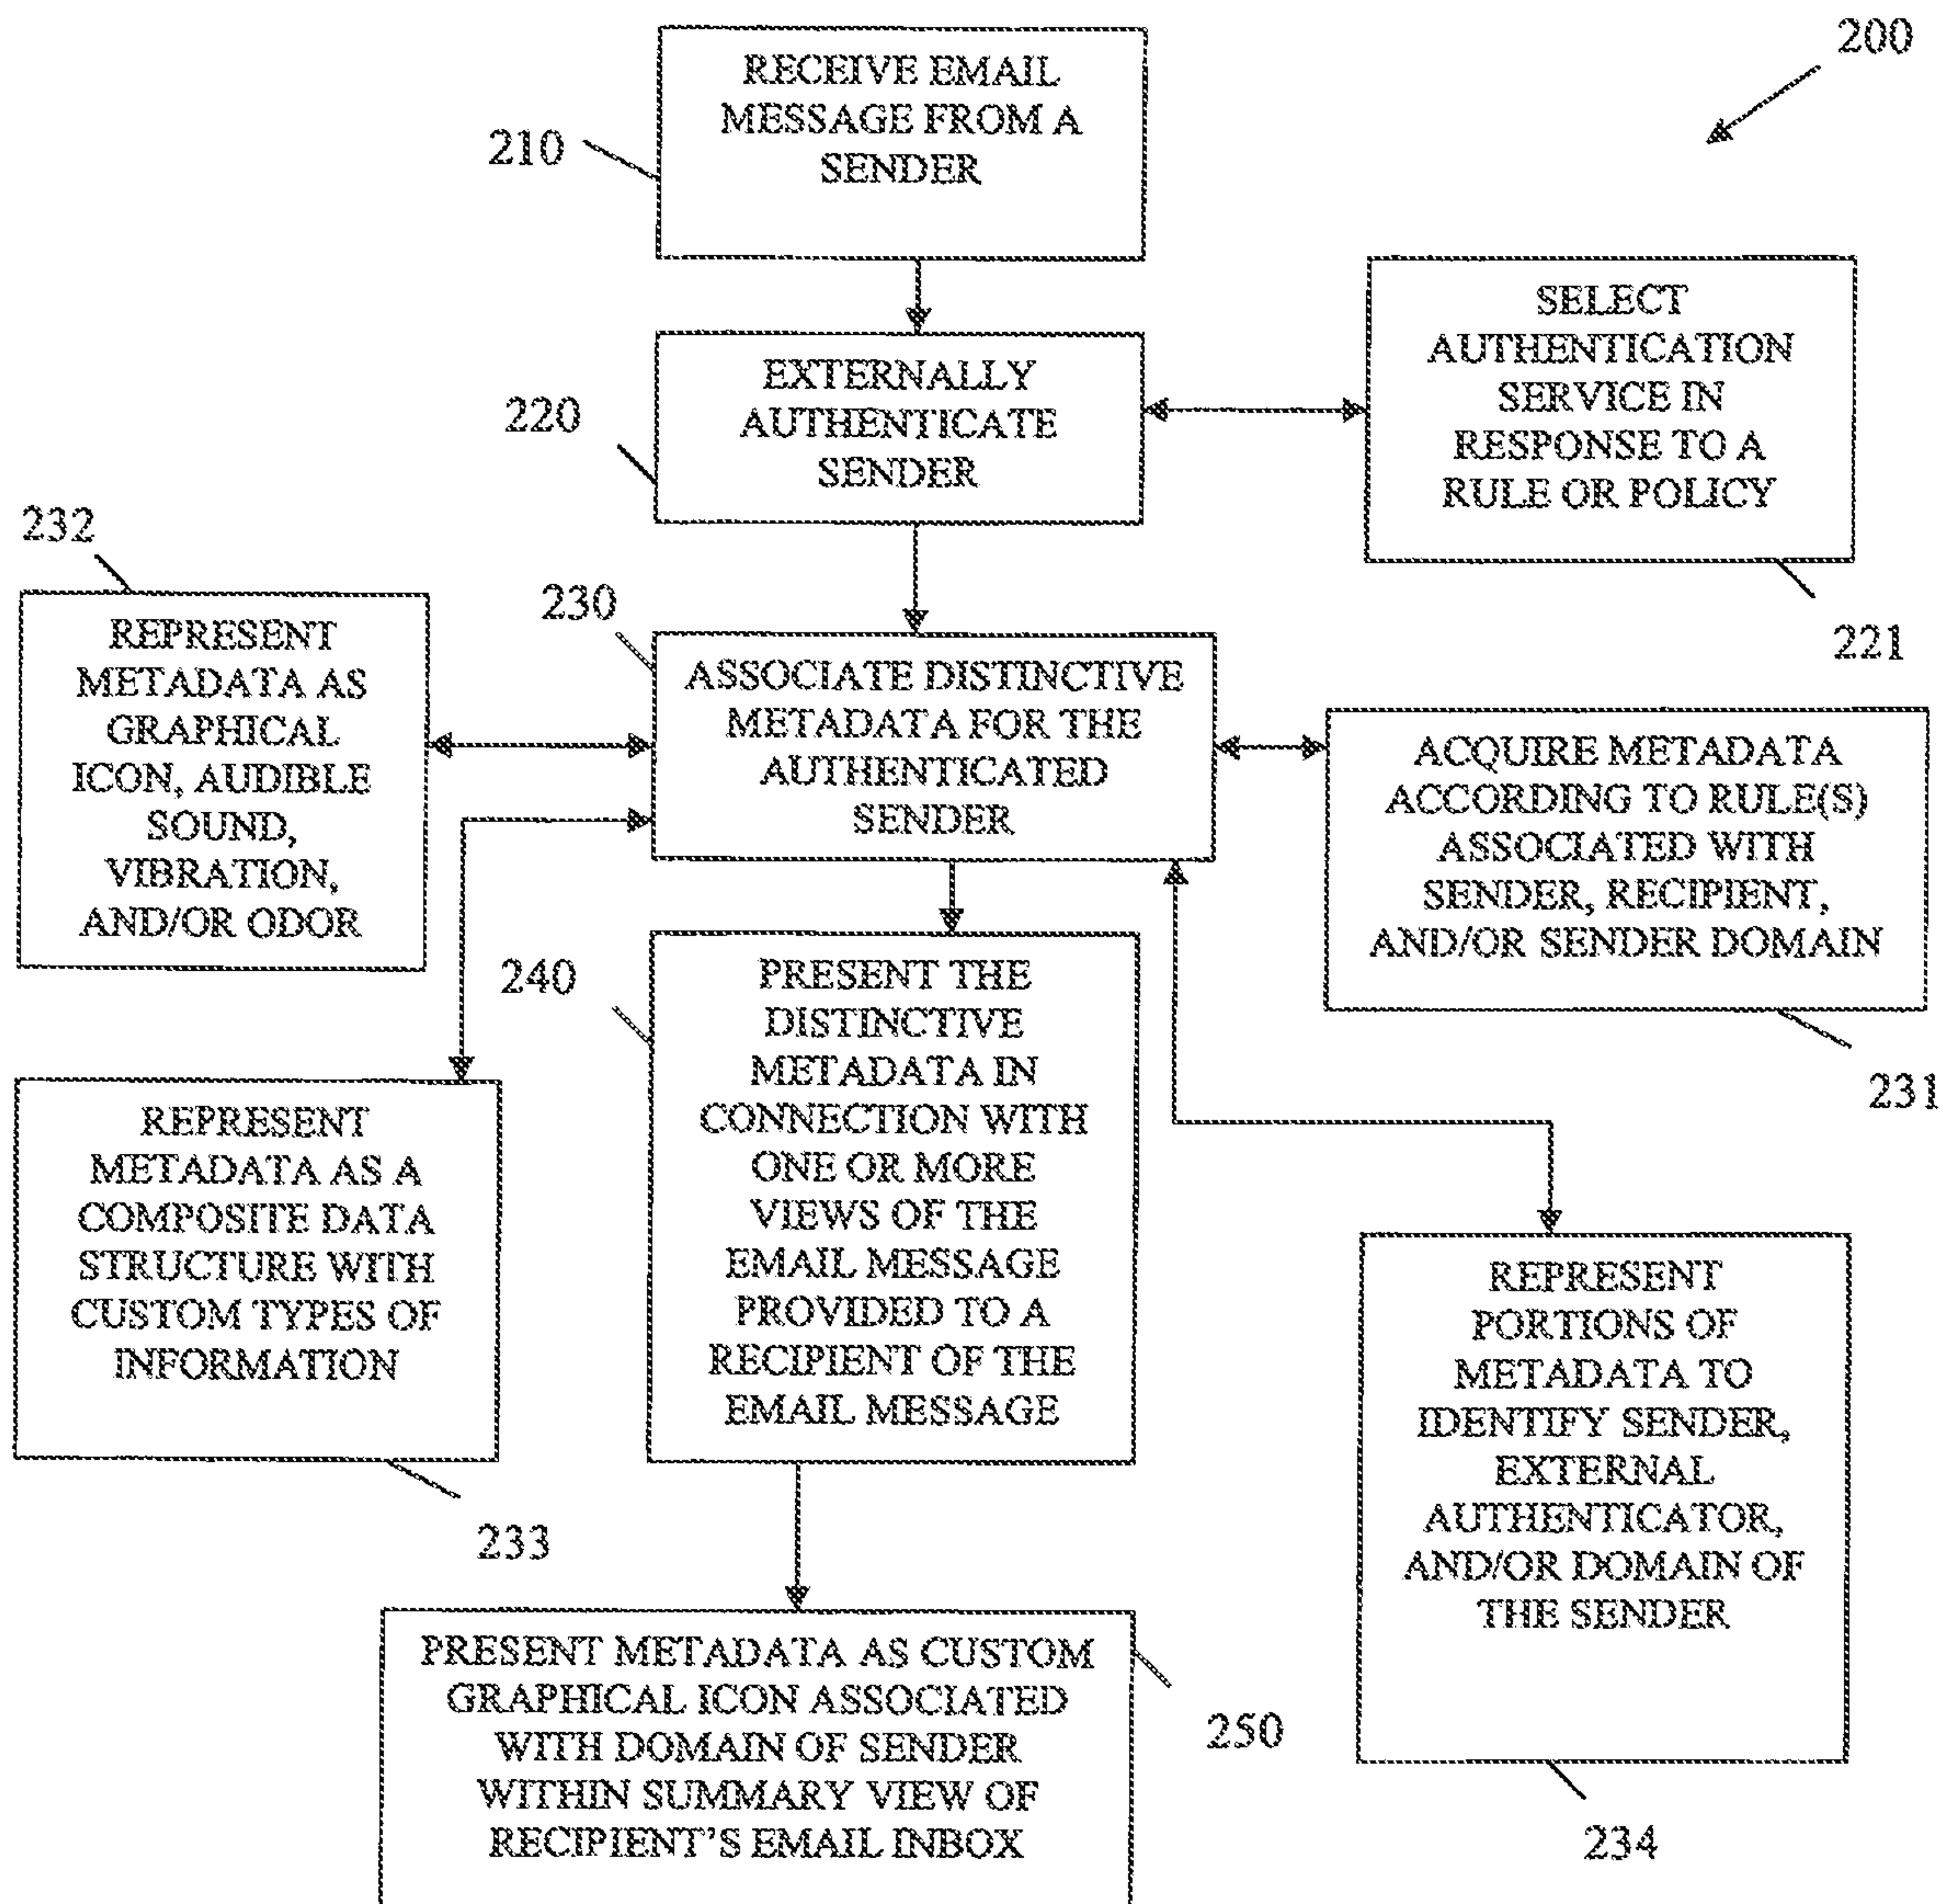 200
RECEIVE EMAIL
MESSAGE FROM A
SENDER
210
EXTERNALLY
AUTHENTICATE
SENDER
220
SELECT
AUTHENTICATION
SERVICE IN
RESPONSE TO A
RULE OR POLICY
221
232
REPRESENT
METADATA AS
GRAPHICAL
ICON, AUDIBLE
SOUND,
VIBRATION,
AND/OR ODOR
230
ASSOCIATE DISTINCTIVE
METADATA FOR THE
AUTHENTICATED
SENDER
ACQUIRE METADATA
ACCORDING TO RULE(S)
ASSOCIATED WITH
SENDER, RECIPIENT,
AND/OR SENDER DOMAIN
231
240
PRESENT THE
DISTINCTIVE
METADATA IN
CONNECTION WITH
ONE OR MORE
VIEWS OF THE
EMAIL MESSAGE
PROVIDED TO A
RECIPIENT OF THE
EMAIL MESSAGE
REPRESENT
METADATA AS A
COMPOSITE DATA
STRUCTURE WITH
CUSTOM TYPES OF
INFORMATION
233
REPRESENT
PORTIONS OF
METADATA TO
IDENTIFY SENDER,
EXTERNAL
AUTHENTICATOR,
AND/OR DOMAIN OF
THE SENDER
234
PRESENT METADATA AS CUSTOM
GRAPHICAL ICON ASSOCIATED
WITH DOMAIN OF SENDER
WITHIN SUMMARY VIEW OF
RECIPIENT'S EMAIL INBOX
250